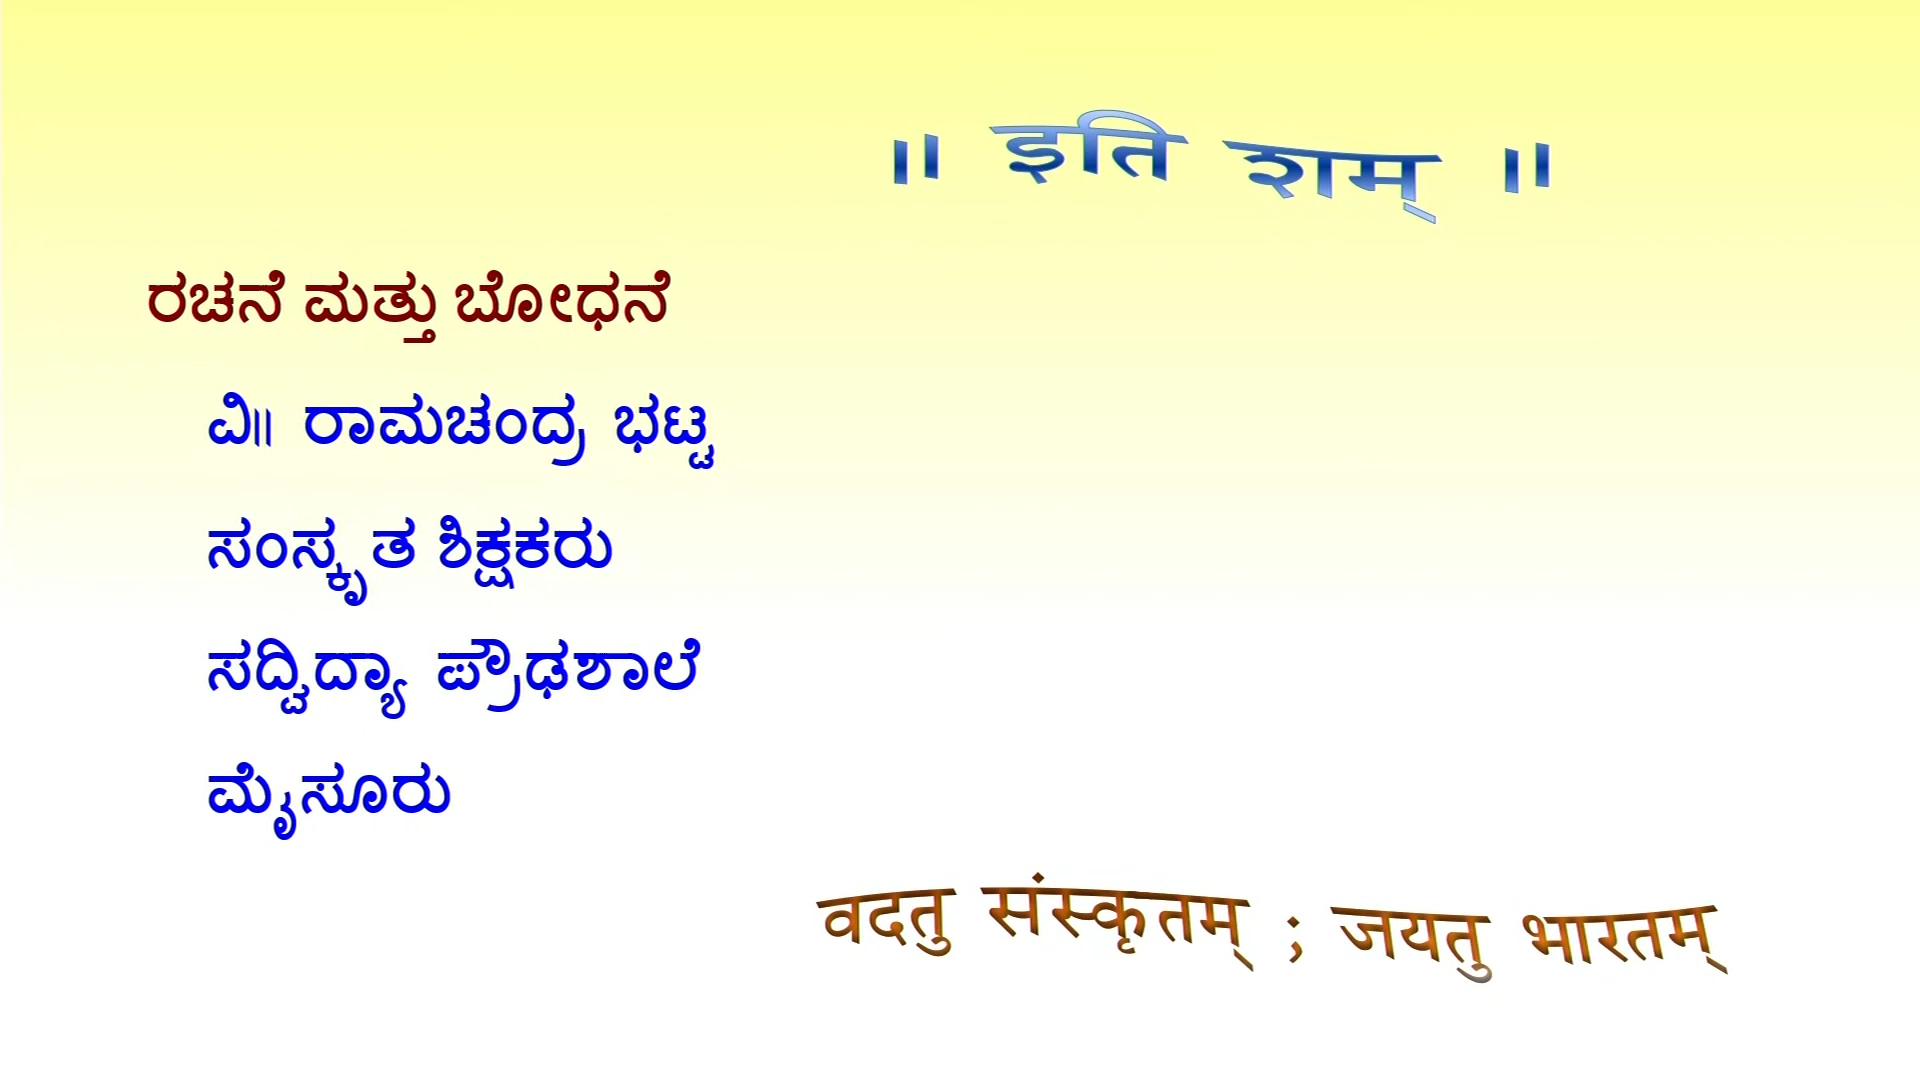 ॥ इति शम् ॥
ರಚನೆ ಮತ್ತು ಬೋಧನೆ
ವಿ॥ ರಾಮಚಂದ್ರ ಭಟ್ಟ
ಸಂಸ್ಕೃತ ಶಿಕ್ಷಕರು
ಸದ್ವಿದ್ಯಾ ಪ್ರೌಢಶಾಲೆ
ಮೈಸೂರು
वदतु संस्कृतम् ; जयतु भारतम्